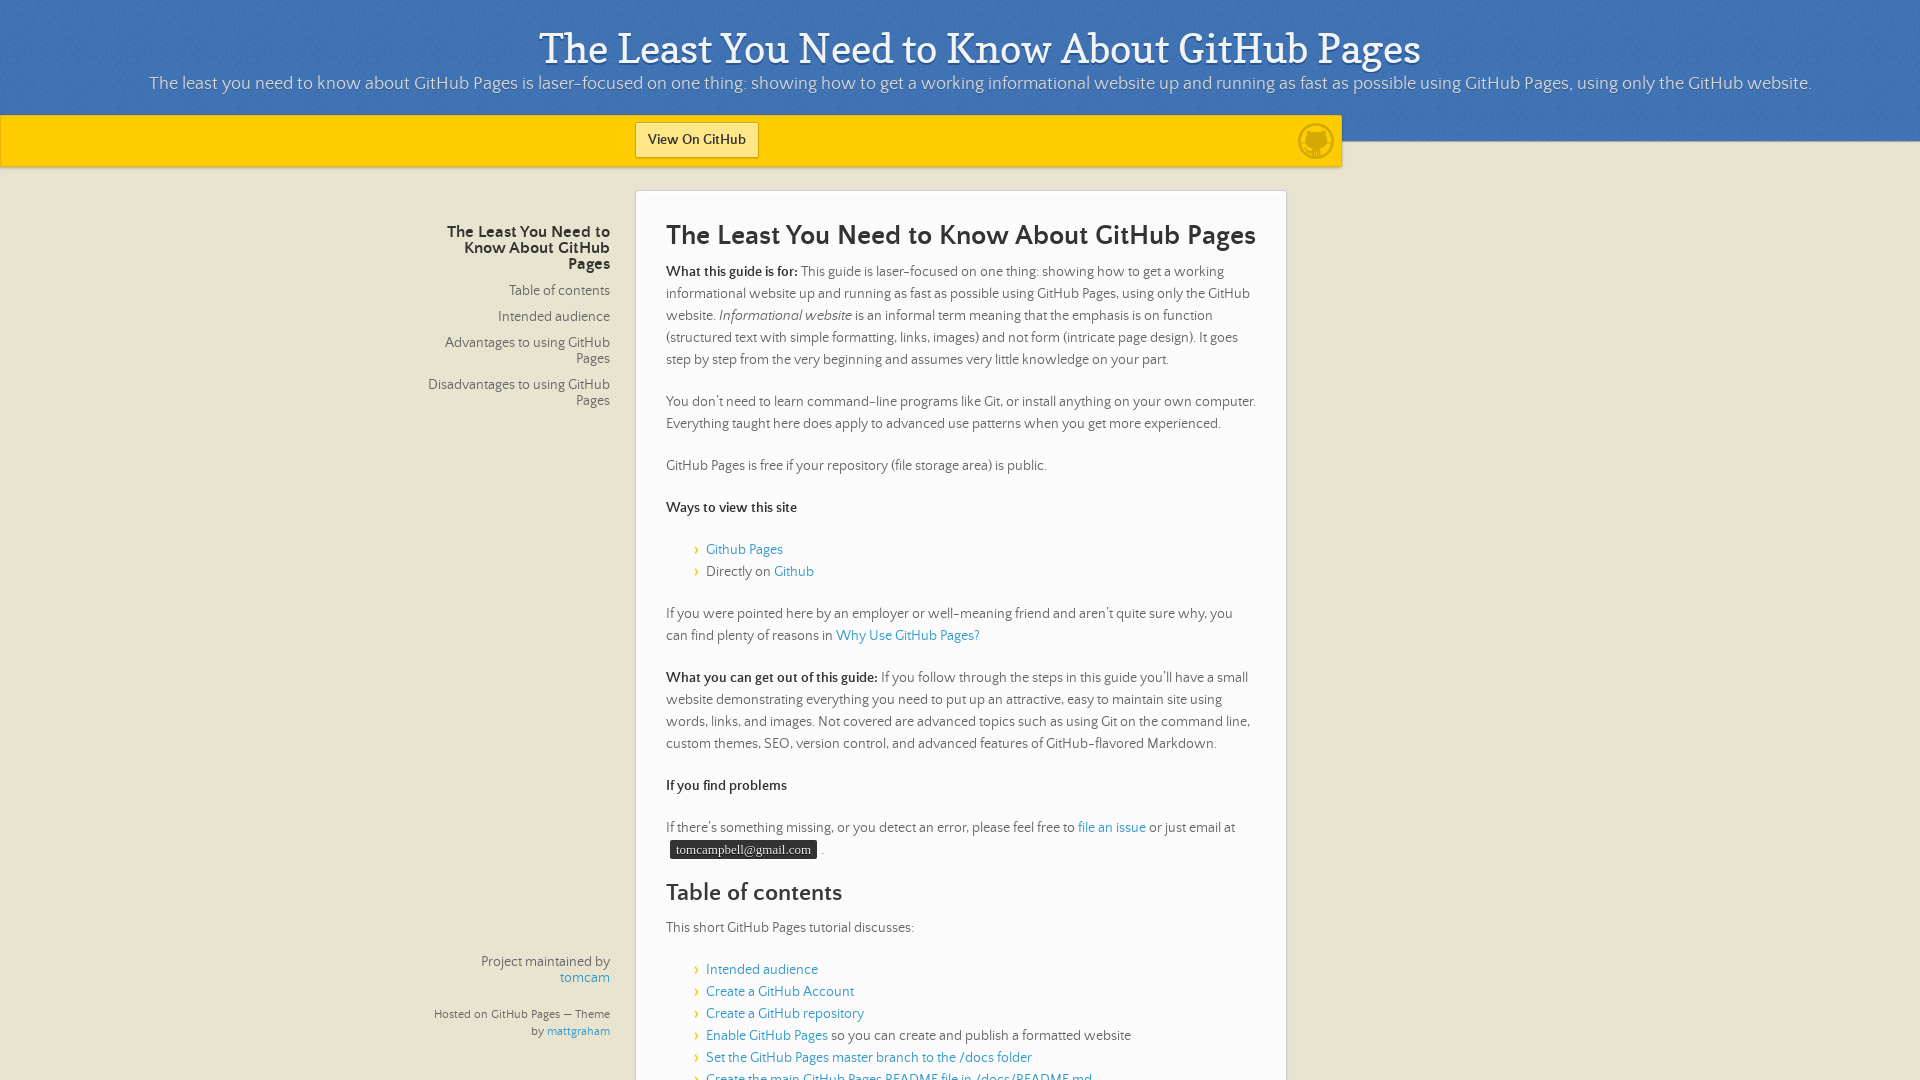 The Least You Need to Know About GitHub Pages
The least you need to know about GitHub Pages is laser-focused on one thing: showing how to get a working informational website up and running as fast as possible using GitHub Pages, using only the GitHub website.
View On GitHub
The Least You Need to
Know About GitHub
Pages
Table of contents
Intended audience
Advantages to using GitHub
Pages
Disadvantages to using GitHub
Pages
The Least You Need to Know About GitHub Pages
What this guide is for: This guide is laser-focused on one thing: showing how to get a working
informational website up and running as fast as possible using GitHub Pages, using only the GitHub
website. Informational website is an informal term meaning that the emphasis is on function
(structured text with simple formatting, links, images) and not form (intricate page design). It goes
step by step from the very beginning and assumes very little knowledge on your part.
You don't need to learn command-line programs like Git, or install anything on your own computer.
Everything taught here does apply to advanced use patterns when you get more experienced.
GitHub Pages is free if your repository (file storage area) is public.
Ways to view this site
› Github Pages
› Directly on Github
If you were pointed here by an employer or well-meaning friend and aren't quite sure why, you
can find plenty of reasons in Why Use GitHub Pages?
What you can get out of this guide: If you follow through the steps in this guide you'll have a small
website demonstrating everything you need to put up an attractive, easy to maintain site using
words, links, and images. Not covered are advanced topics such as using Git on the command line,
custom themes, SEO, version control, and advanced features of GitHub-flavored Markdown.
If you find problems
If there's something missing, or you detect an error, please feel free to file an issue or just email at
tomcampbell@gmail.com .
Table of contents
This short GitHub Pages tutorial discusses:
› Intended audience
› Create a GitHub Account
› Create a GitHub repository
› Enable GitHub Pages so you can create and publish a formatted website
› Set the GitHub Pages master branch to the /docs folder
› Create the main GitHub Pages README file in /docs/README.md
Project maintained by
tomcam
Hosted on GitHub Pages — Theme
by mattgraham